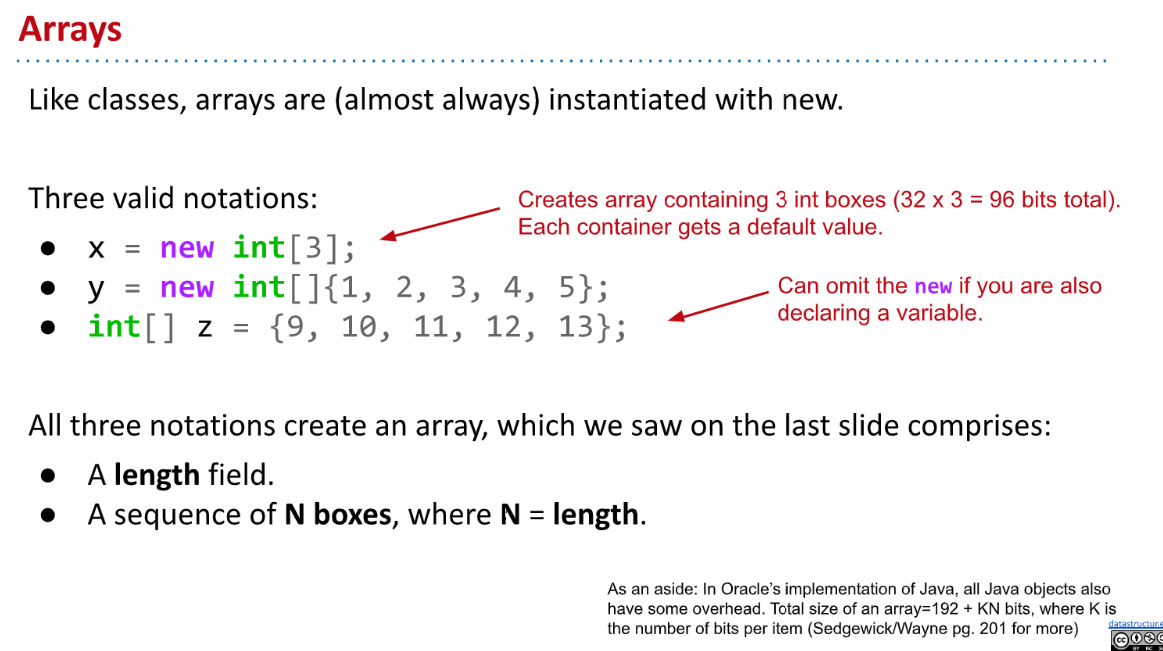 Arrays
Like classes, arrays are (almost always) instantiated with new.
Three valid notations:
Creates array containing 3 int boxes (32 x 3 = 96 bits total).
Each container gets a default value.
● x = new int[3];
● y = new int[]{1, 2, 3, 4, 5};
Can omit the new if you are also
declaring a variable.
● int[] z = {9, 10, 11, 12, 13};
All three notations create an array, which we saw on the last slide comprises:
● A length field.
● A sequence of N boxes, where N = length.
As an aside: In Oracle's implementation of Java, all Java objects also
have some overhead. Total size of an array=192 + KN bits, where K is
the number of bits per item (Sedgewick/Wayne pg. 201 for more)
datastructur.e
BY NC S